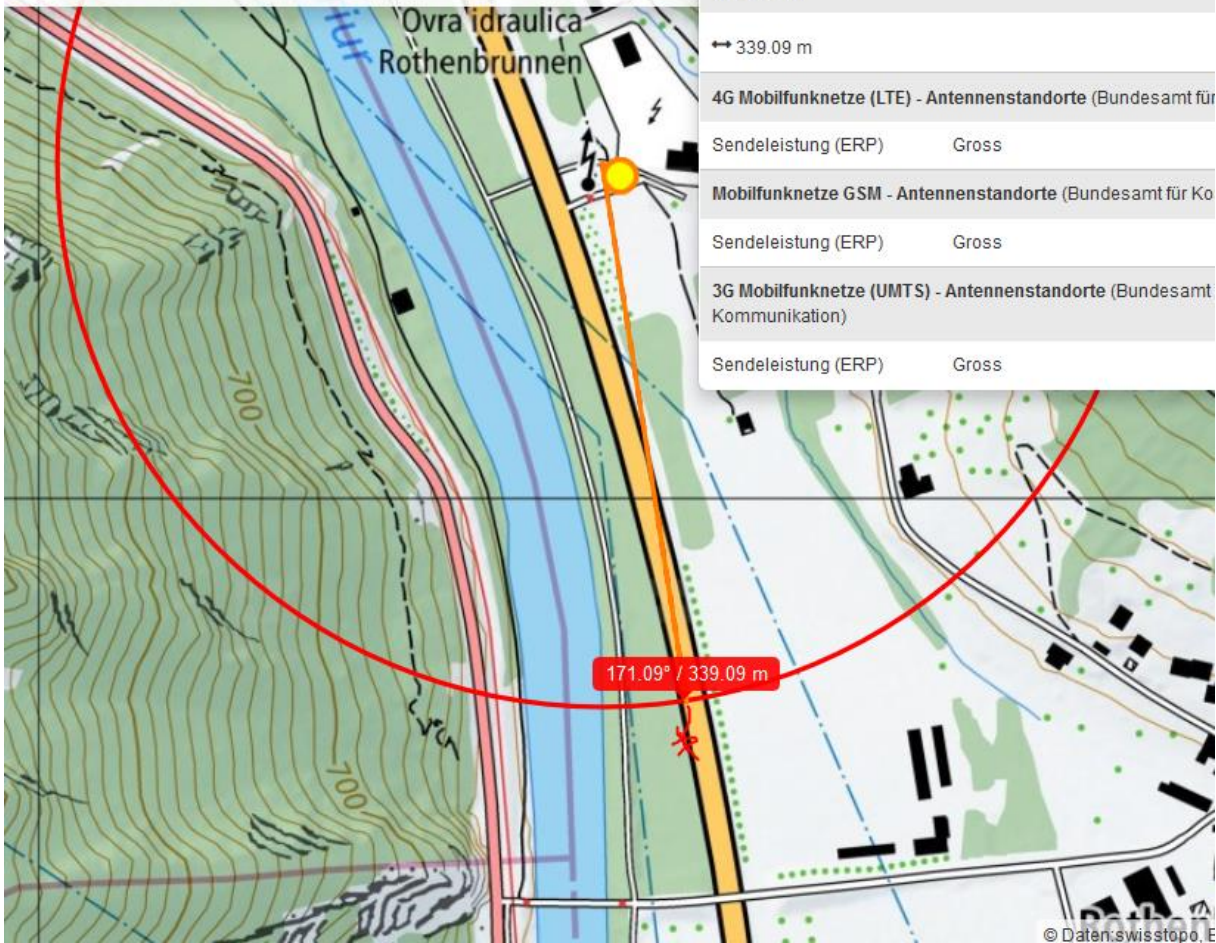 Ovra idraulica
Rothenbrunnen
339.09 m
4G Mobilfunknetze (LTE) - Antennenstandorte (Bundesamt für
Sendeleistung (ERP) Gross
Mobilfunknetze GSM - Antennenstandorte (Bundesamt für Ko
Sendeleistung (ERP) Gross
3G Mobilfunknetze (UMTS) - Antennenstandorte (Bundesamt
Kommunikation)
Sendeleistung (ERP) Gross
700
171.09° / 339.09 m
700
© Daten:swisstopo,